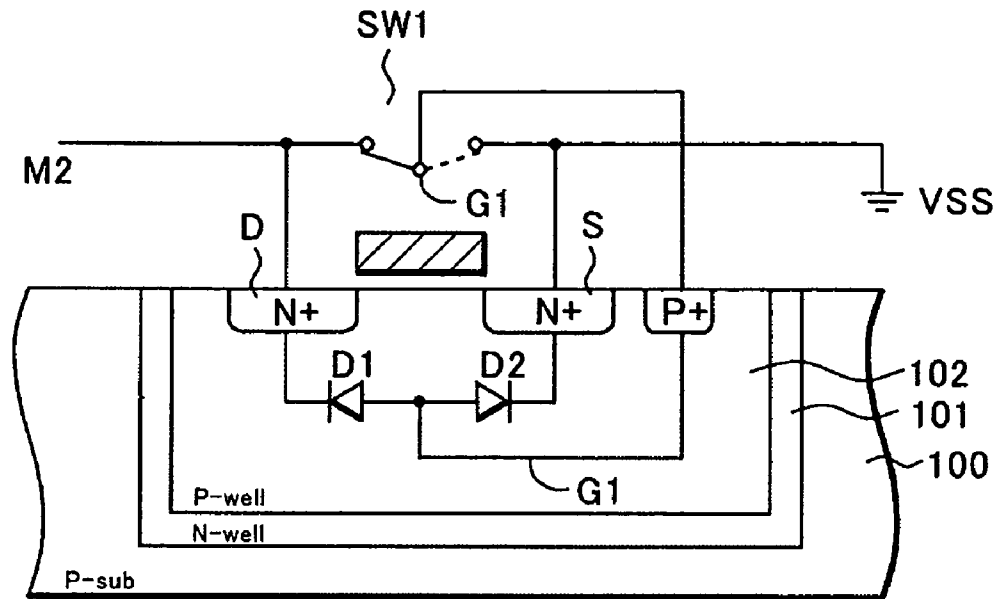 SW1
M2
G1
VSS
D
S
N+
N+
P+
D1
D2
102
101
100
G1
P-well
N-well
P-sub